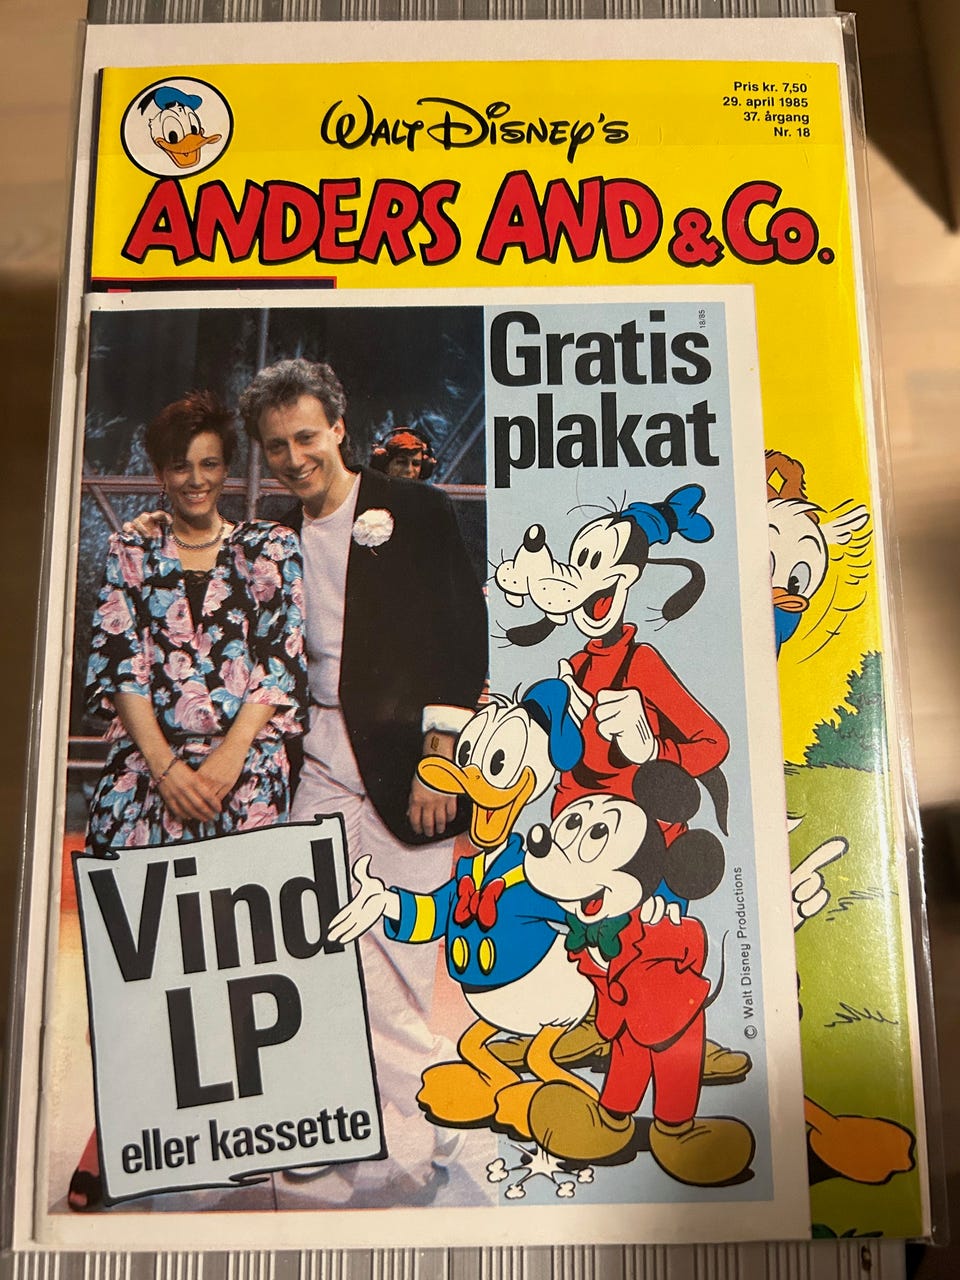 Pris kr. 7,50
29. april 1985
37. årgang
Nr. 18
WALT DISNEY'S
ANDERS AND & Co.
18/85
Gratis
plakat
Vind
LP
eller kassette
© Walt Disney Productions